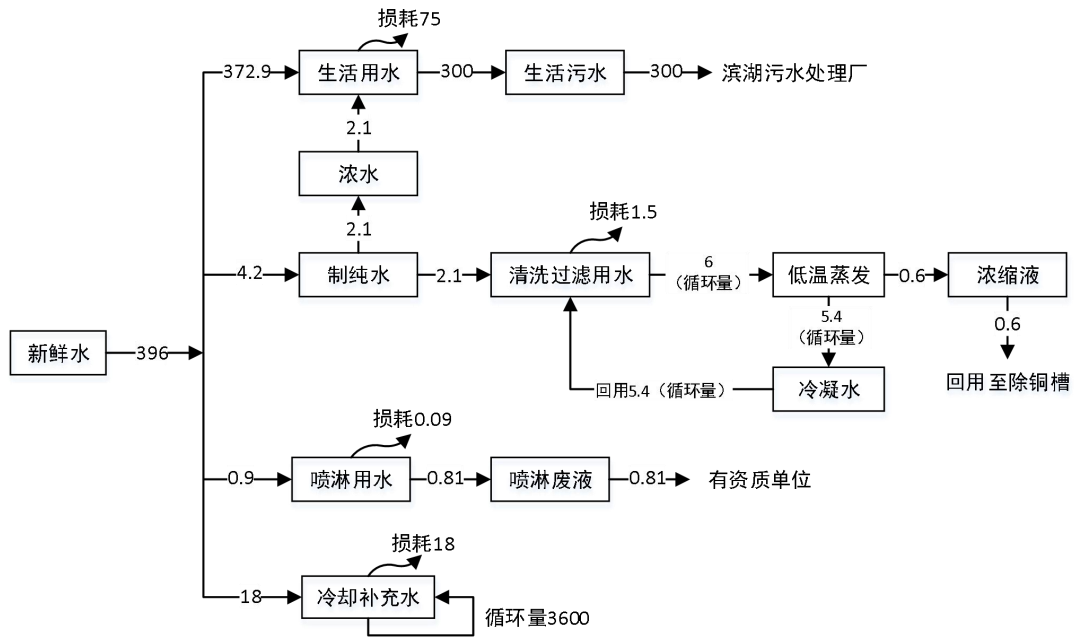 损耗75
372.9
生活用水
300
生活污水
300
滨湖污水处理厂
2.1
浓水
2.1
损耗1.5
4.2
制纯水
2.1
清洗过滤用水
6
（循环量）
低温蒸发
0.6
浓缩液
5.4
（循环量）
0.6
新鲜水
396
回用5.4（循环量）
冷凝水
回用至除铜槽
损耗0.09
0.9
喷淋用水
0.81
喷淋废液
0.81
有资质单位
损耗18
18
冷却补充水
循环量3600